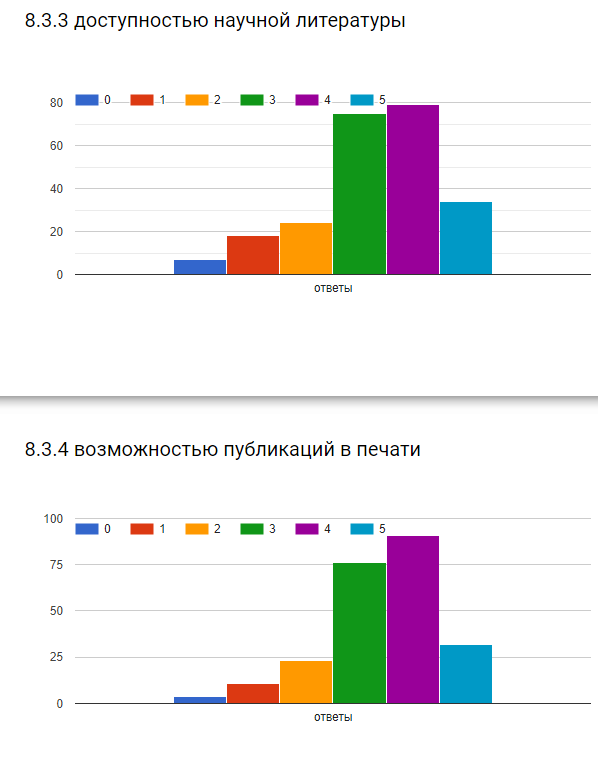 8.3.3 доступностью научной литературы
80
0 1 2 3 4 5
60
40
20
0
ответы
8.3.4 возможностью публикаций в печати
100
0 1 2 3 4 5
75
50
25
0
ответы